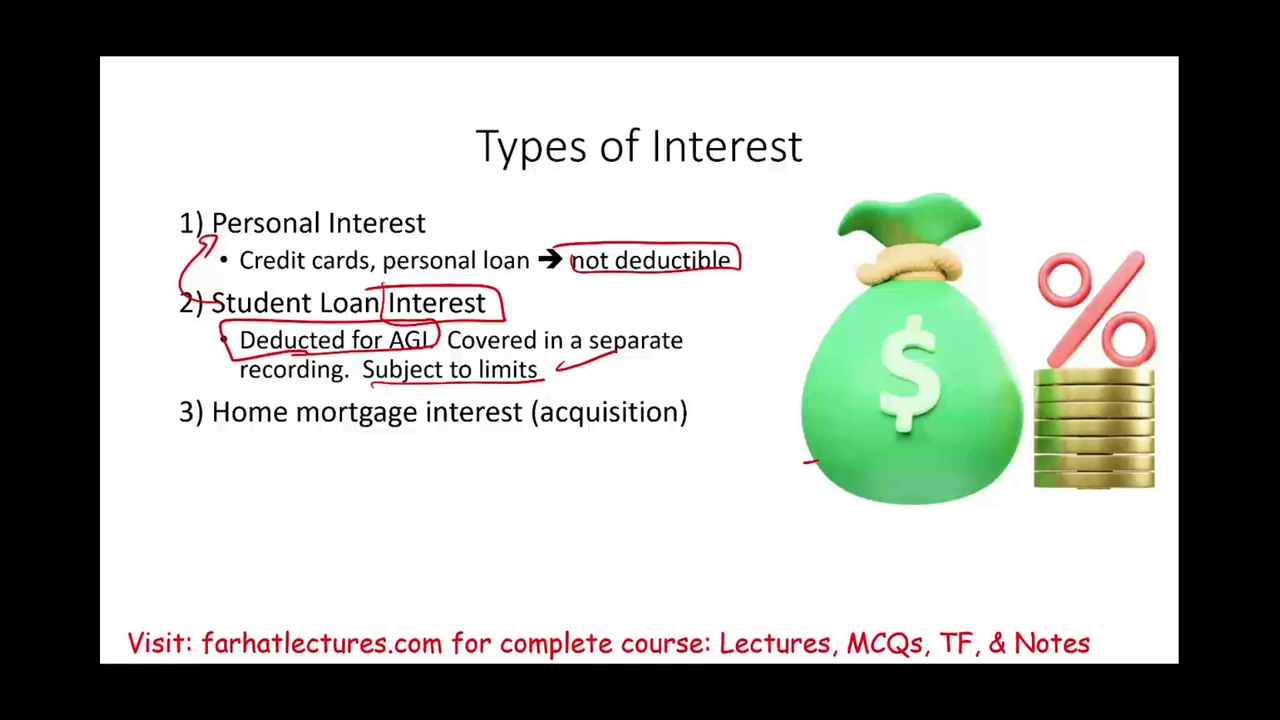 Types of Interest
1) Personal Interest
• Credit cards, personal loan ➔ not deductible
2) Student Loan Interest
• Deducted for AGI. Covered in a separate
recording. Subject to limits
3) Home mortgage interest (acquisition)
$
%
Visit: farhatlectures.com for complete course: Lectures, MCQs, TF, & Notes